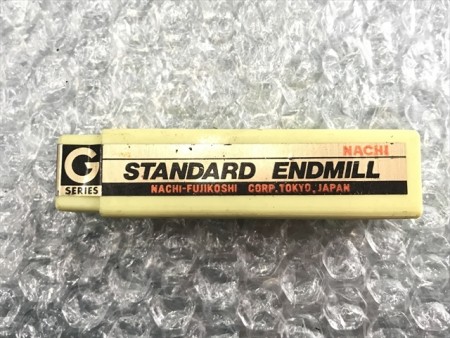 G
SERIES
NACHI
STANDARD ENDMILL
NACHI-FUJIKOSHI CORP. TOKYO, JAPAN